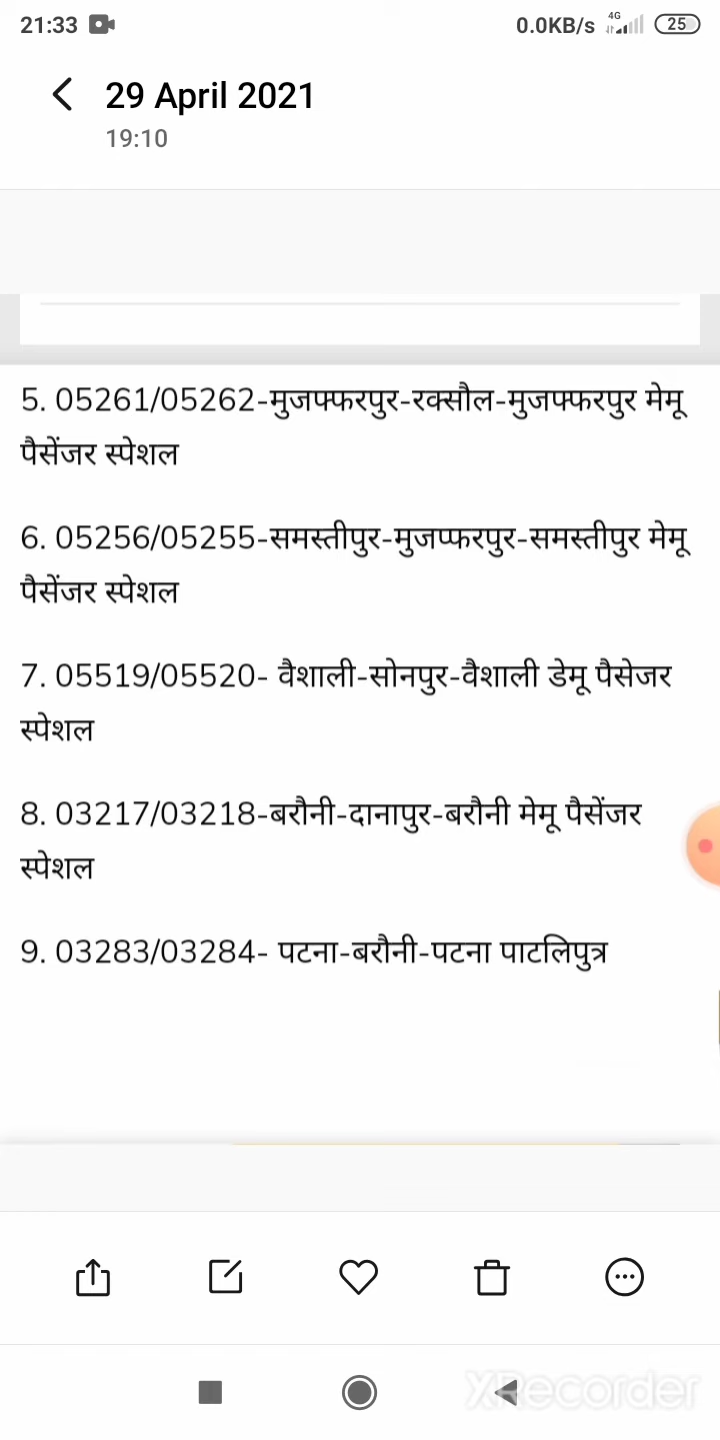 21:33
0.0KB/s 4G 25
29 April 2021
19:10
5. 05261/05262-मुजफ्फरपुर-रक्सौल-मुजफ्फरपुर मेमू
पैसेंजर स्पेशल
6. 05256/05255-समस्तीपुर-मुजफ्फरपुर-समस्तीपुर मेमू
पैसेंजर स्पेशल
7. 05519/05520- वैशाली-सोनपुर-वैशाली डेमू पैसेजर
स्पेशल
8. 03217/03218-बरौनी-दानापुर-बरौनी मेमू पैसेंजर
स्पेशल
9. 03283/03284- पटना-बरौनी-पटना पाटलिपुत्र
XRecorder